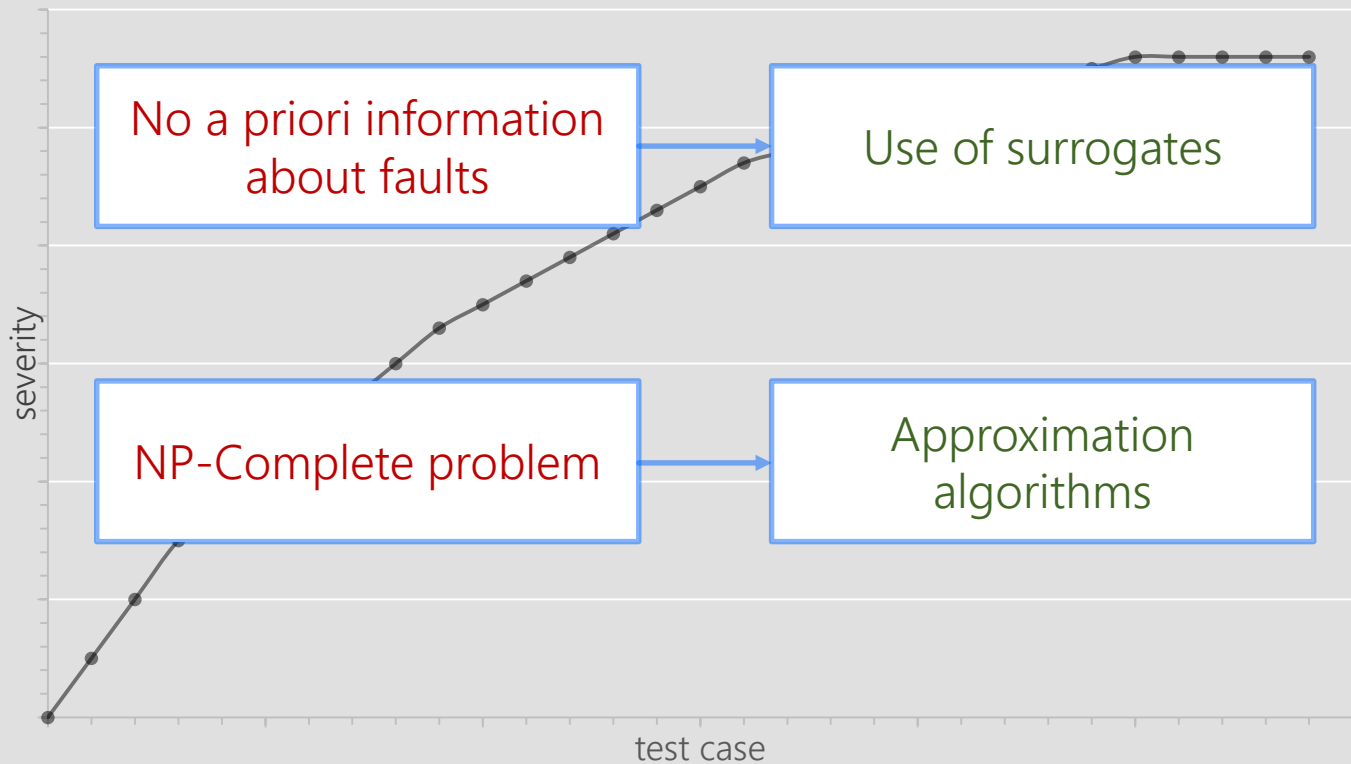 No a priori information
about faults
Use of surrogates
severity
NP-Complete problem
Approximation
algorithms
test case